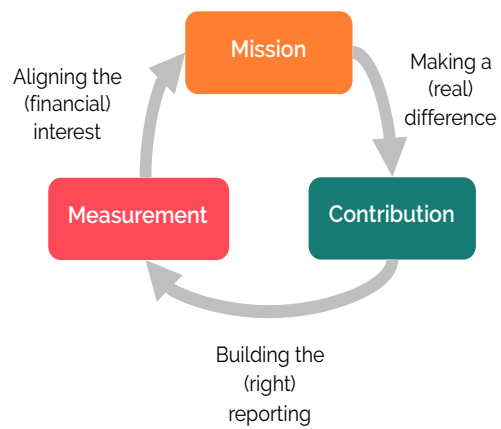 Mission
Making a
(real)
difference
Aligning the
(financial)
interest
Measurement
Contribution
Building the
(right)
reporting